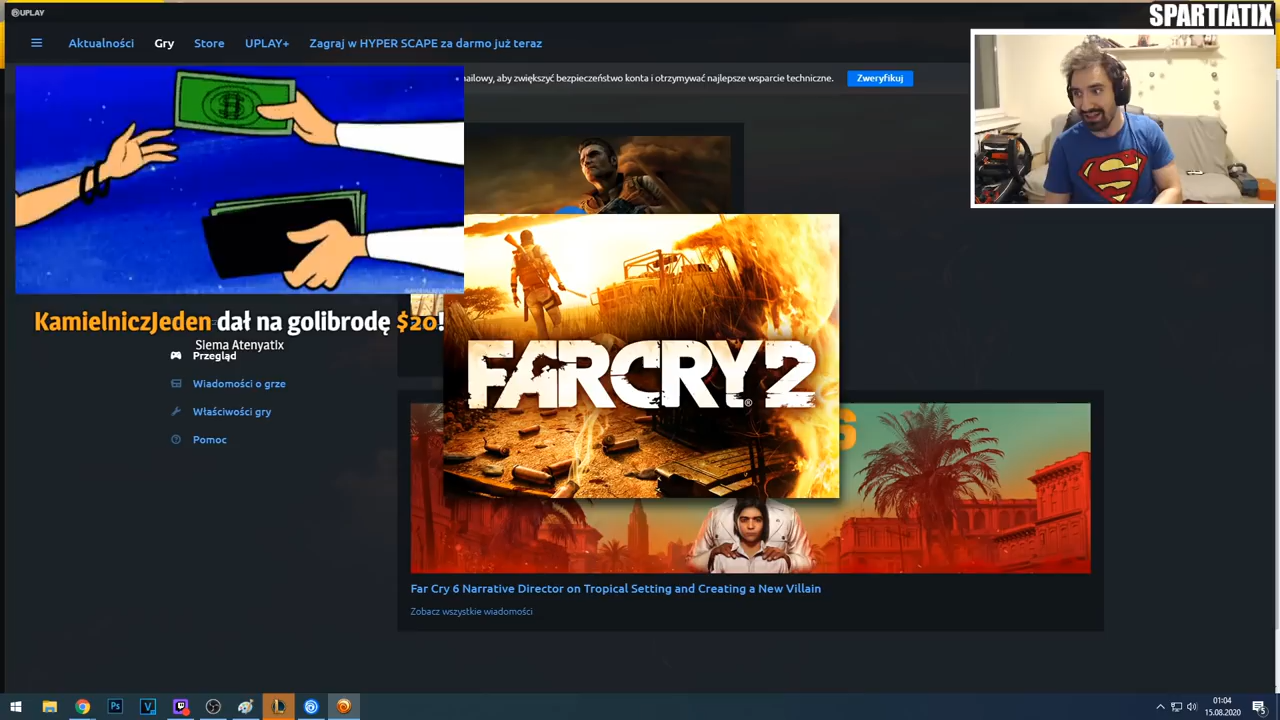 UPLAY
SPARTIATIX
Aktualności Gry Store UPLAY+ Zagraj w HYPER SCAPE za darmo już teraz
aby zwiększyć bezpieczeństwo konta i otrzymywać najlepsze wsparcie techniczne. Zweryfikuj
KamielniczJeden dał na golibrodę $20!
Siema Atenyatix
Przegląd
Wiadomości o grze
Właściwości gry
Pomoc
FARCRY2
Far Cry 6 Narrative Director on Tropical Setting and Creating a New Villain
Zobacz wszystkie wiadomości
01:04
15.08.2020
5